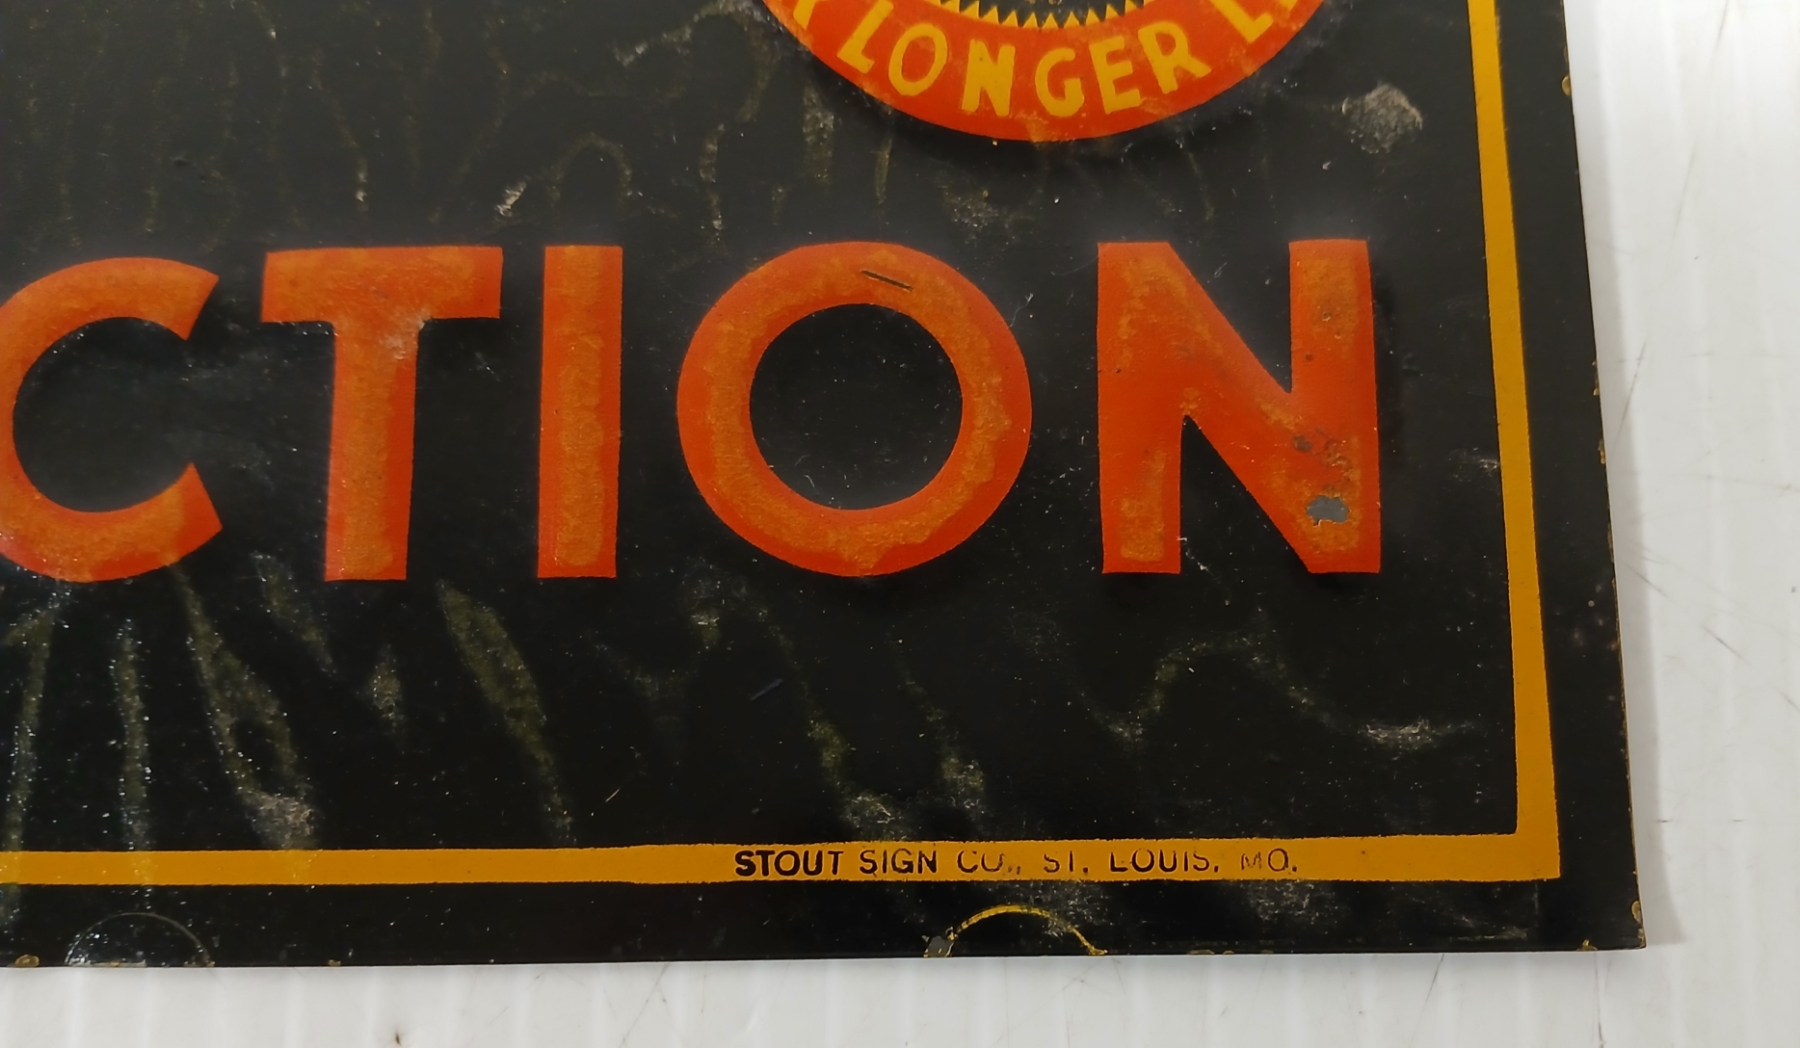 LONGER
CTION
STOUT SIGN CO., ST. LOUIS, MO.